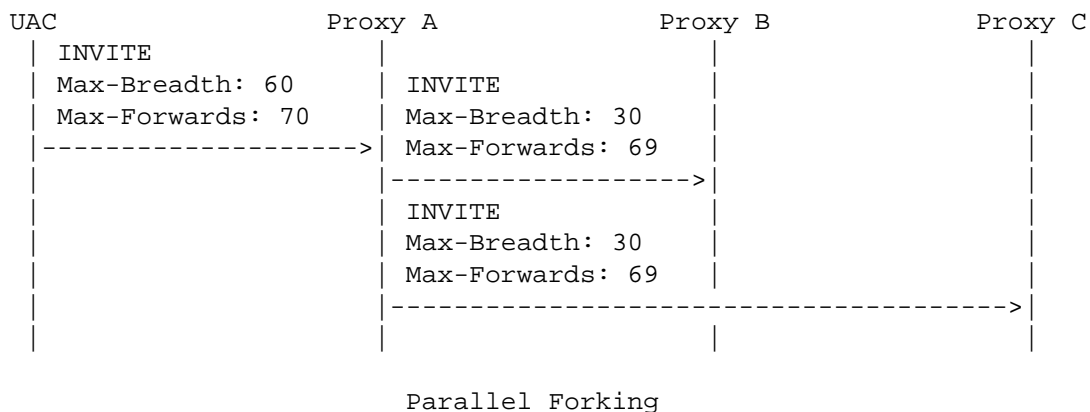 UAC                 Proxy A              Proxy B             Proxy C
 | INVITE              |                    |                   |
 | Max-Breadth: 60     | INVITE             |                   |
 | Max-Forwards: 70    | Max-Breadth: 30    |                   |
 |-------------------->| Max-Forwards: 69   |                   |
 |                     |------------------->|                   |
 |                     | INVITE             |                   |
 |                     | Max-Breadth: 30    |                   |
 |                     | Max-Forwards: 69   |                   |
 |                     |--------------------------------------->|
 |                     |                    |                   |
Parallel Forking